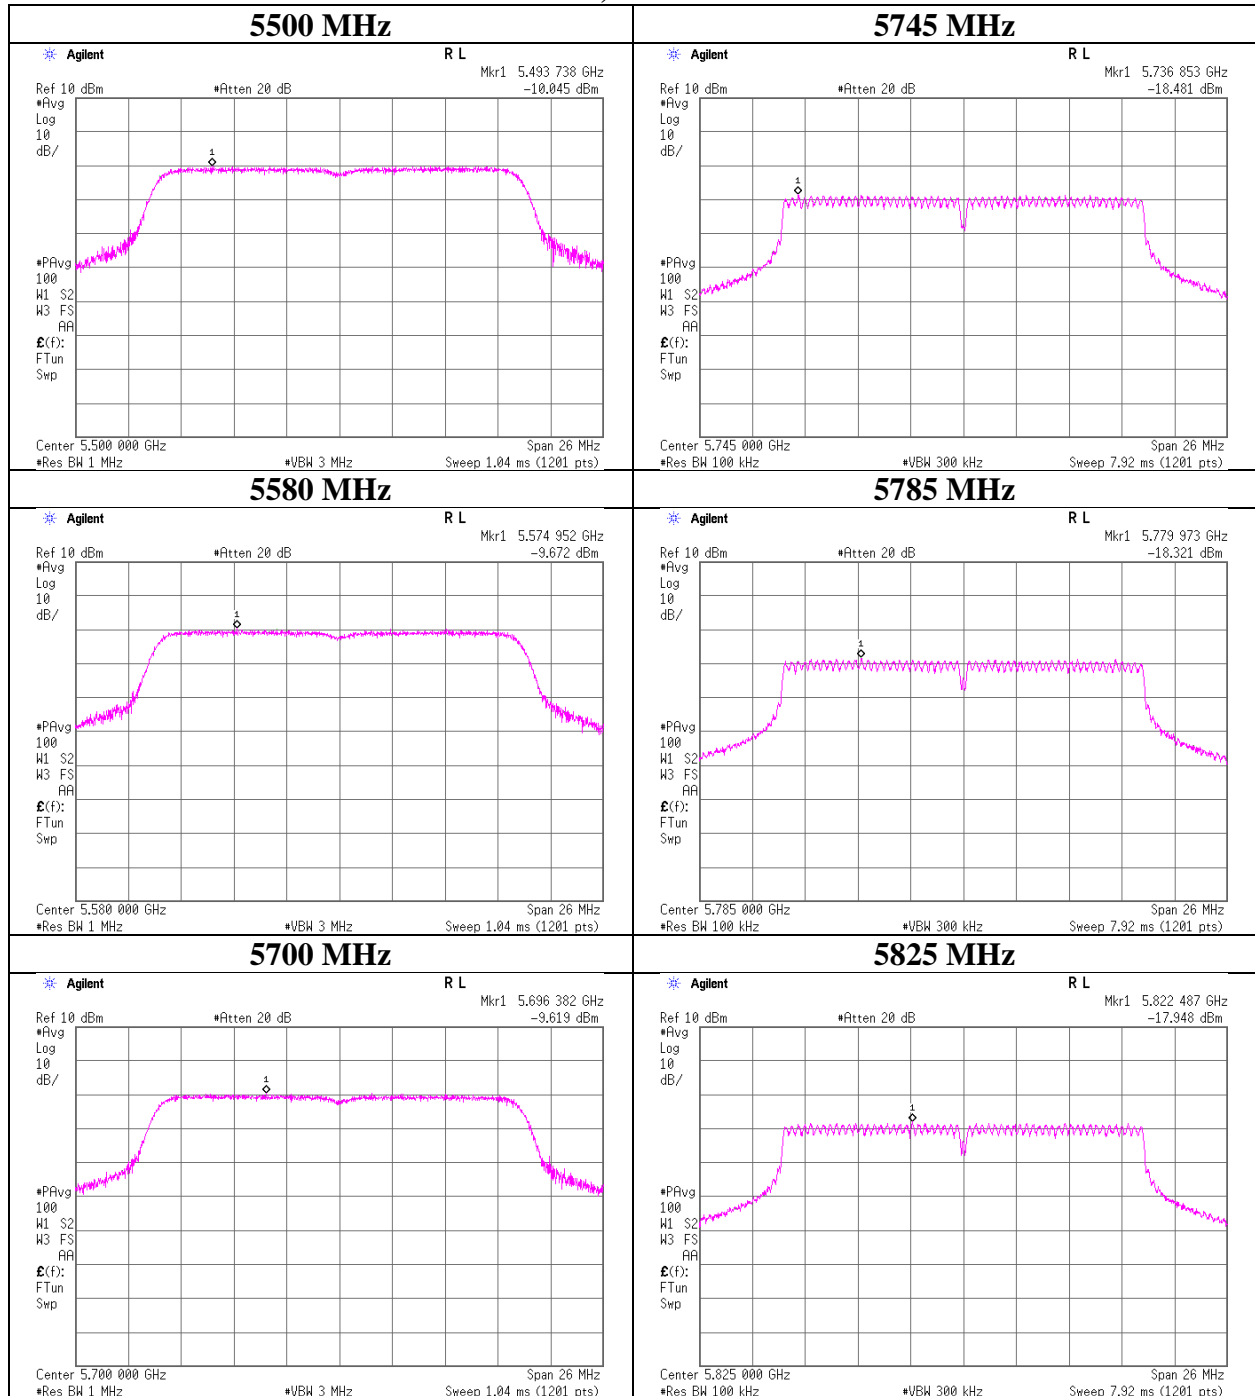 5500 MHz
Agilent R L
Mkr1 5.493 738 GHz
Ref 10 dBm #Atten 20 dB -10.045 dBm
#Avg
Log
10
dB/
1
#PAvg
100
W1 S2
W3 FS
AA
£(f):
FTun
Swp
Center 5.500 000 GHz Span 26 MHz
#Res BW 1 MHz #VBW 3 MHz Sweep 1.04 ms (1201 pts)
5745 MHz
Agilent R L
Mkr1 5.736 853 GHz
Ref 10 dBm #Atten 20 dB -18.481 dBm
#Avg
Log
10
dB/
1
#PAvg
100
W1 S2
W3 FS
AA
£(f):
FTun
Swp
Center 5.745 000 GHz Span 26 MHz
#Res BW 100 kHz #VBW 300 kHz Sweep 7.92 ms (1201 pts)
5580 MHz
Agilent R L
Mkr1 5.574 952 GHz
Ref 10 dBm #Atten 20 dB -9.672 dBm
#Avg
Log
10
dB/
1
#PAvg
100
W1 S2
W3 FS
AA
£(f):
FTun
Swp
Center 5.580 000 GHz Span 26 MHz
#Res BW 1 MHz #VBW 3 MHz Sweep 1.04 ms (1201 pts)
5785 MHz
Agilent R L
Mkr1 5.779 973 GHz
Ref 10 dBm #Atten 20 dB -18.321 dBm
#Avg
Log
10
dB/
1
#PAvg
100
W1 S2
W3 FS
AA
£(f):
FTun
Swp
Center 5.785 000 GHz Span 26 MHz
#Res BW 100 kHz #VBW 300 kHz Sweep 7.92 ms (1201 pts)
5700 MHz
Agilent R L
Mkr1 5.696 382 GHz
Ref 10 dBm #Atten 20 dB -9.619 dBm
#Avg
Log
10
dB/
1
#PAvg
100
W1 S2
W3 FS
AA
£(f):
FTun
Swp
Center 5.700 000 GHz Span 26 MHz
#Res BW 1 MHz #VBW 3 MHz Sweep 1.04 ms (1201 pts)
5825 MHz
Agilent R L
Mkr1 5.822 487 GHz
Ref 10 dBm #Atten 20 dB -17.948 dBm
#Avg
Log
10
dB/
1
#PAvg
100
W1 S2
W3 FS
AA
£(f):
FTun
Swp
Center 5.825 000 GHz Span 26 MHz
#Res BW 100 kHz #VBW 300 kHz Sweep 7.92 ms (1201 pts)